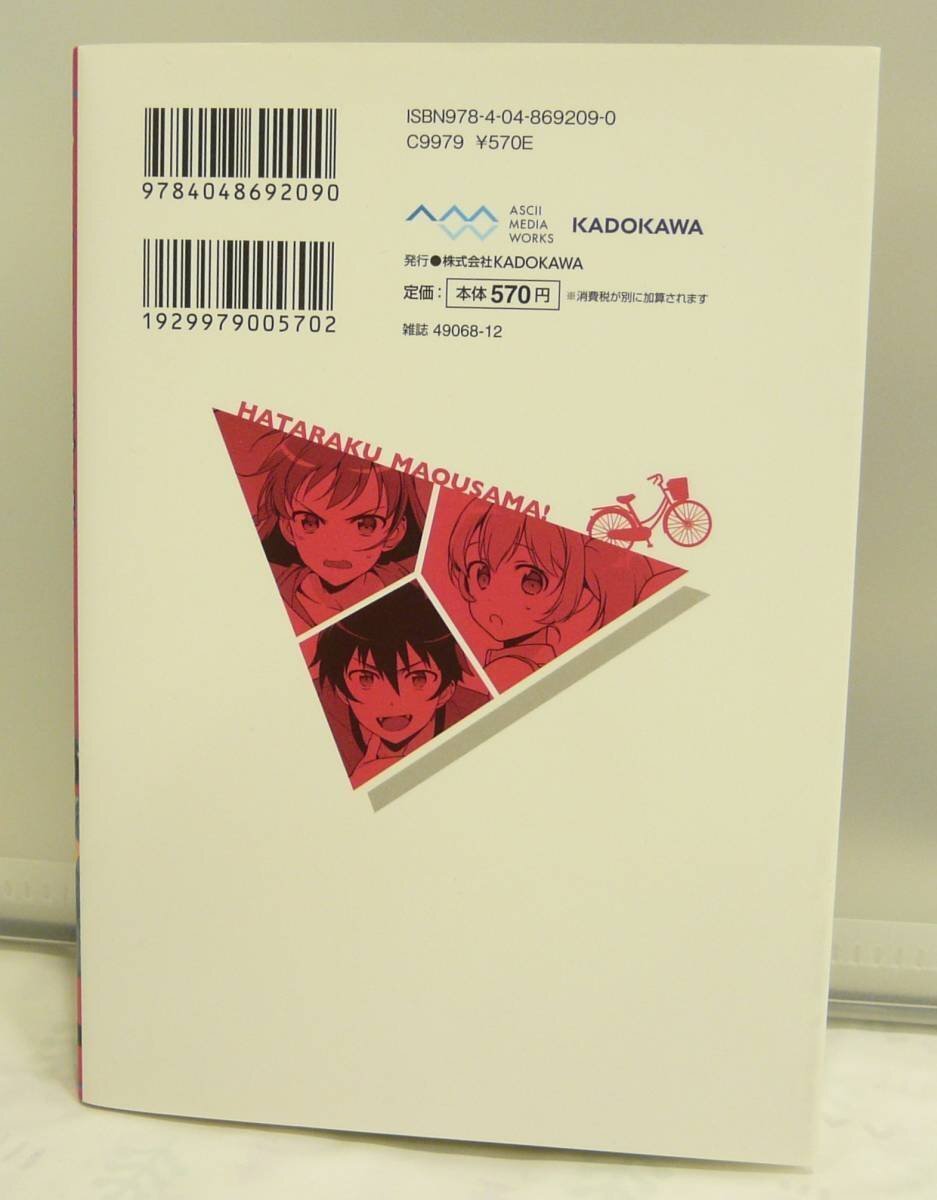 ISBN978-4-04-869209-0
C9979 ¥570E
9784048692090
ASCII
MEDIA
WORKS
KADOKAWA
発行●株式会社KADOKAWA
定価: 本体570円 ※消費税が別に加算されます
1929979005702
雑誌 49068-12
HATARAKU MAOUSAMA!